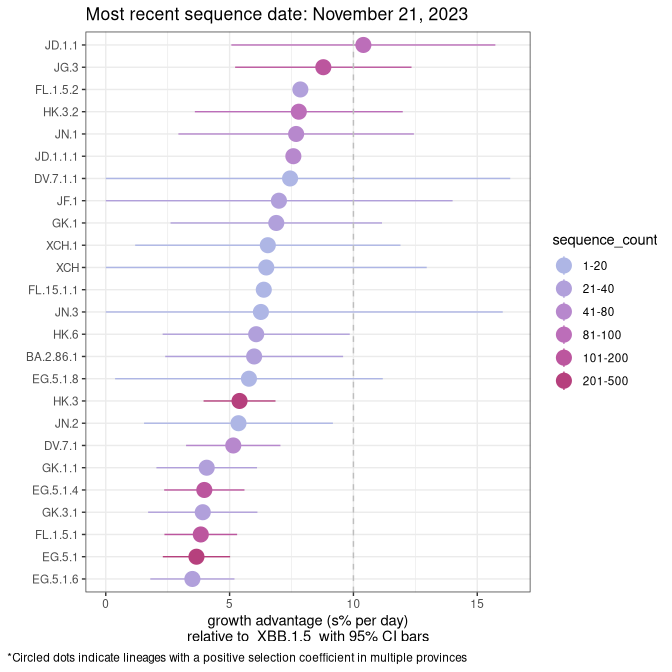 Most recent sequence date: November 21, 2023
JD.1.1
JG.3
FL.1.5.2
HK.3.2
JN.1
JD.1.1.1
DV.7.1.1
JF.1
GK.1
XCH.1
XCH
FL.15.1.1
JN.3
HK.6
BA.2.86.1
EG.5.1.8
HK.3
JN.2
DV.7.1
GK.1.1
EG.5.1.4
GK.3.1
FL.1.5.1
EG.5.1
EG.5.1.6
0 5 10 15
growth advantage (s% per day)
relative to XBB.1.5 with 95% CI bars
sequence_count
1-20
21-40
41-80
81-100
101-200
201-500
*Circled dots indicate lineages with a positive selection coefficient in multiple provinces